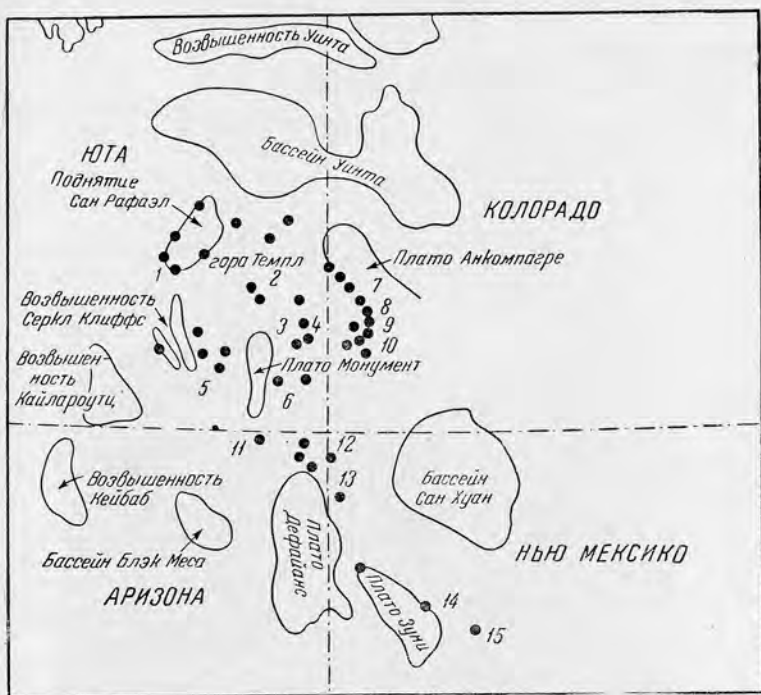 Возвышенность Уинта
Бассейн Уинта
ЮТА
Поднятие
Сан Рафаэл
КОЛОРАДО
гора Темпл
Плато Анкомпагре
1
2
7
Возвышенность
Серкл Клиффс
3
4
8
9
10
Возвышен-
ность
Кайпароутц
5
Плато Монумент
6
11
12
13
Возвышенность
Кейбаб
Бассейн
Сан Хуан
Бассейн Блэк Меса
Плато
Дефайанс
НЬЮ МЕКСИКО
АРИЗОНА
Плато Зуни
14
15